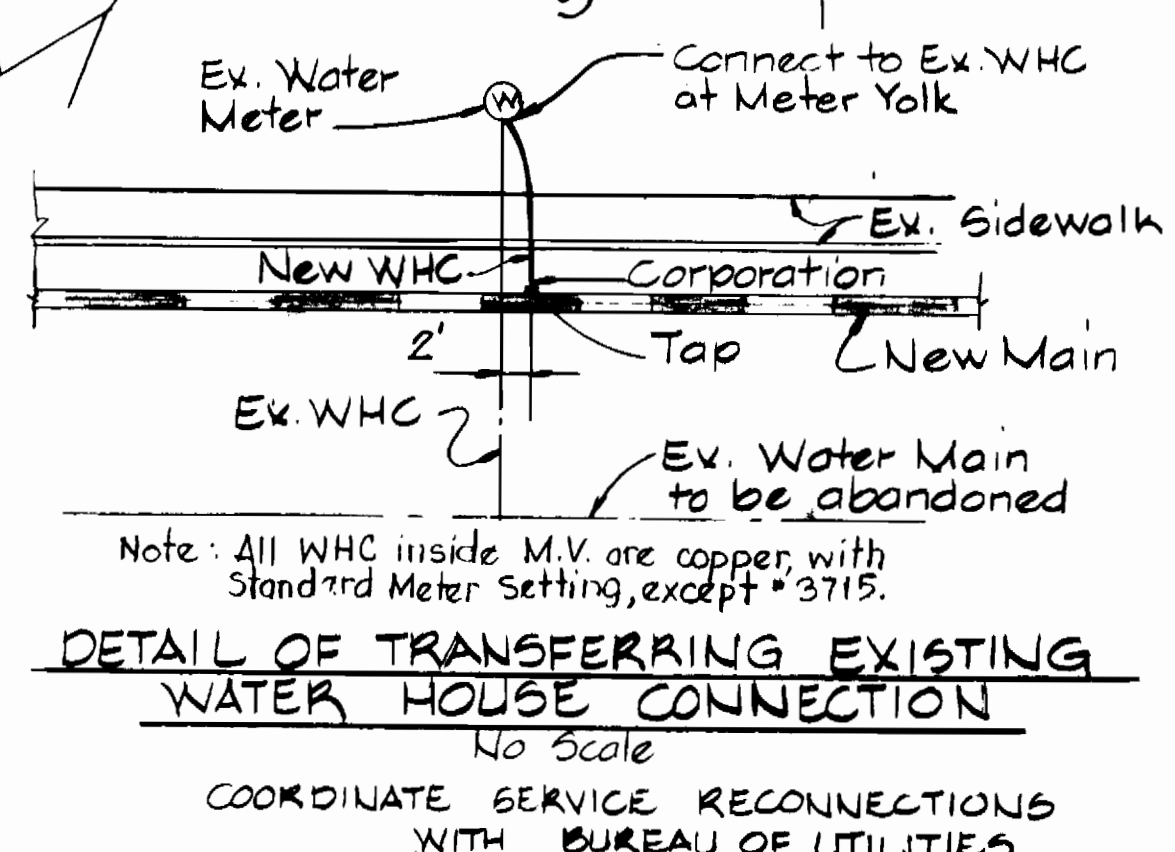 Ex. Water
Meter
W
Connect to Ex. WHC
at Meter Yolk
Ex. Sidewalk
New WHC
Corporation
2'
Tap
New Main
Ex. WHC
Ex. Water Main
to be abandoned
Note: All WHC inside M.V. are copper, with
Standard Meter Setting, except #3715.
DETAIL OF TRANSFERRING EXISTING
WATER HOUSE CONNECTION
No Scale
COORDINATE SERVICE RECONNECTIONS
WITH BUREAU OF UTILITIES